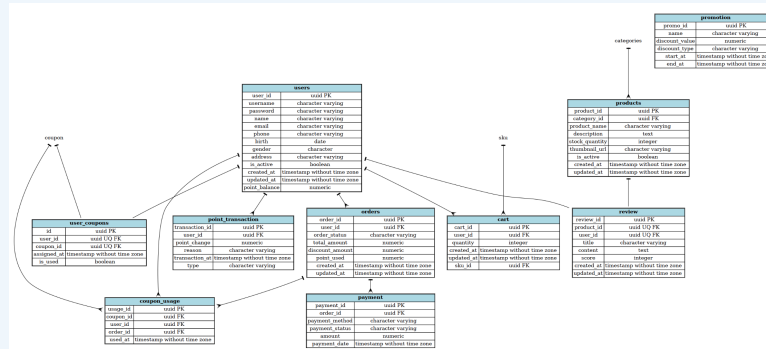 promotion
promo_id uuid PK
name character varying
discount_value numeric
discount_type character varying
start_at timestamp without time zo
end_at timestamp without time zo
categories
users
user_id uuid PK
username character varying
password character varying
name character varying
email character varying
phone character varying
birth date
gender character
address character varying
is_active boolean
created_at timestamp without time zone
updated_at timestamp without time zone
point_balance numeric
products
product_id uuid PK
category_id uuid FK
product_name character varying
description text
stock_quantity integer
thumbnail_url character varying
is_active boolean
created_at timestamp without time zone
updated_at timestamp without time zone
coupon
sku
user_coupons
id uuid PK
user_id uuid UQ FK
coupon_id uuid UQ FK
assigned_at timestamp without time zone
is_used boolean
point_transaction
transaction_id uuid PK
user_id uuid FK
point_change numeric
reason character varying
transaction_at timestamp without time zone
type character varying
orders
order_id uuid PK
user_id uuid FK
order_status character varying
total_amount numeric
discount_amount numeric
point_used numeric
created_at timestamp without time zone
updated_at timestamp without time zone
cart
cart_id uuid PK
user_id uuid FK
quantity integer
created_at timestamp without time zone
updated_at timestamp without time zone
sku_id uuid FK
review
review_id uuid PK
product_id uuid UQ FK
user_id uuid UQ FK
title character varying
content text
score integer
created_at timestamp without time zone
updated_at timestamp without time zone
coupon_usage
usage_id uuid PK
coupon_id uuid FK
user_id uuid FK
order_id uuid FK
used_at timestamp without time zone
payment
payment_id uuid PK
order_id uuid FK
payment_method character varying
payment_status character varying
amount numeric
payment_date timestamp without time zone